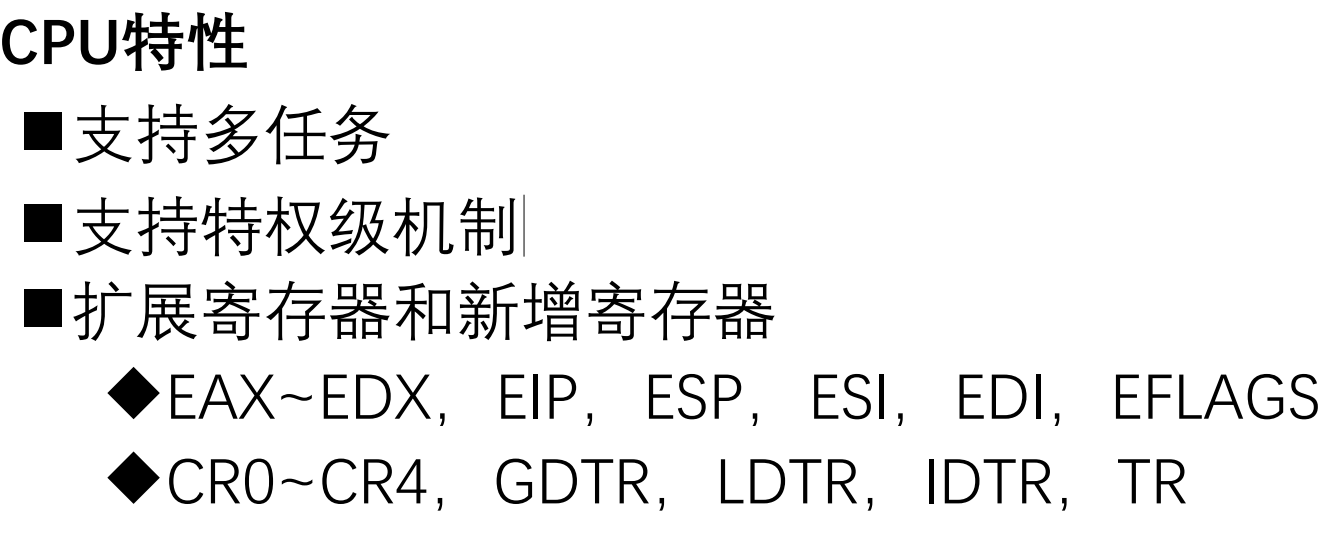 CPU特性
■支持多任务
■支持特权级机制
■扩展寄存器和新增寄存器
◆EAX~EDX，EIP，ESP，ESI，EDI，EFLAGS
◆CR0~CR4，GDTR，LDTR，IDTR，TR